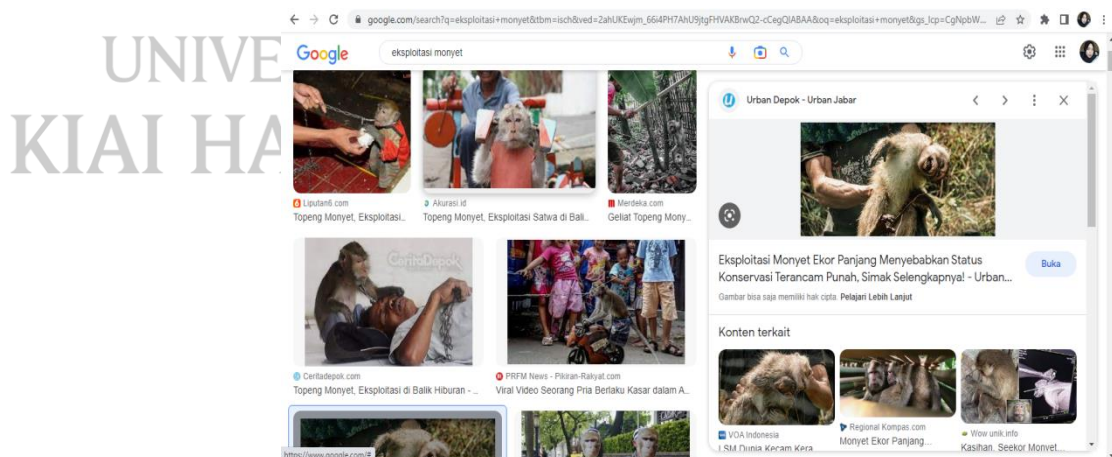 UNIVE
KIAI HA
google.com/search?q=eksploitasi+monyet&tbm=isch&ved=2ahUKEwjm_66i4PH7AhU9jtgFHVAKBrwQ2-cCegQIABAA&oq=eksploitasi+monyet&gs_lcp=CgNpbW...
Google
eksploitasi monyet
Liputan6.com
Topeng Monyet, Eksploitasi...
Akurasi.id
Topeng Monyet, Eksploitasi Satwa di Bali...
Merdeka.com
Geliat Topeng Mony...
CeritaDepok
Ceritadepok.com
Topeng Monyet, Eksploitasi di Balik Hiburan - ...
PRFM News - Pikiran-Rakyat.com
Viral Video Seorang Pria Berlaku Kasar dalam A...
https://www.google.com/#
Urban Depok - Urban Jabar
Eksploitasi Monyet Ekor Panjang Menyebabkan Status
Konservasi Terancam Punah, Simak Selengkapnya! - Urban...
Buka
Gambar bisa saja memiliki hak cipta. Pelajari Lebih Lanjut
Konten terkait
VOA Indonesia
LSM Dunia Kecam Kera
Regional Kompas.com
Monyet Ekor Panjang...
Wow unik.info
Kasihan, Seekor Monyet...